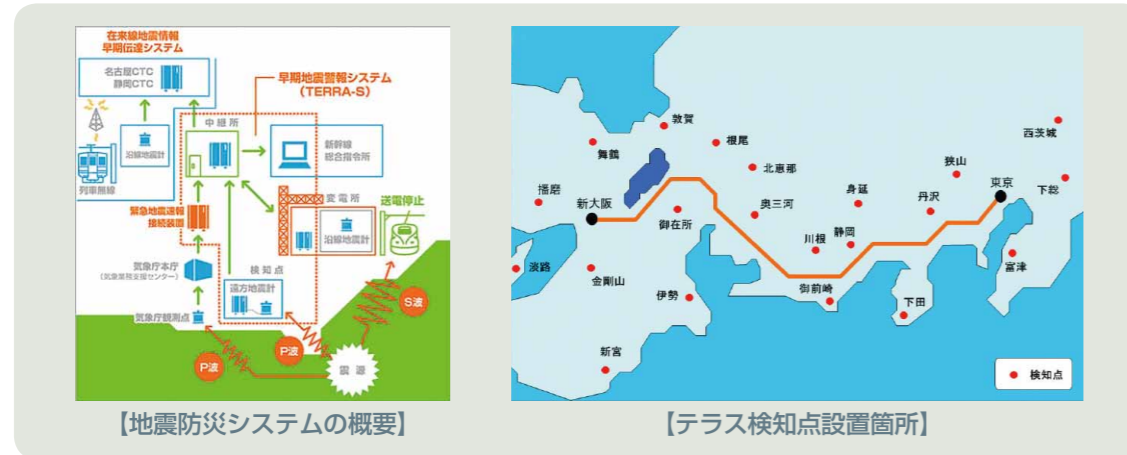 在来線地震情報
早期伝達システム
名古屋CTC
静岡CTC
早期地震警報システム
（TERRA-S）
中継所
沿線地震計
新幹線
総合指令所
列車無線
変電所
送電停止
緊急地震速報
接続装置
沿線地震計
気象庁本庁
（気象業務支援センター）
検知点
遠方地震計
S波
気象庁観測点
P波
P波
震源
【地震防災システムの概要】
敦賀
西茨城
舞鶴
根尾
北恵那
狭山
播磨
身延
東京
下総
新大阪
丹沢
奥三河
御在所
川根
静岡
淡路
富津
金剛山
伊勢
御前崎
下田
新宮
検知点
【テラス検知点設置箇所】